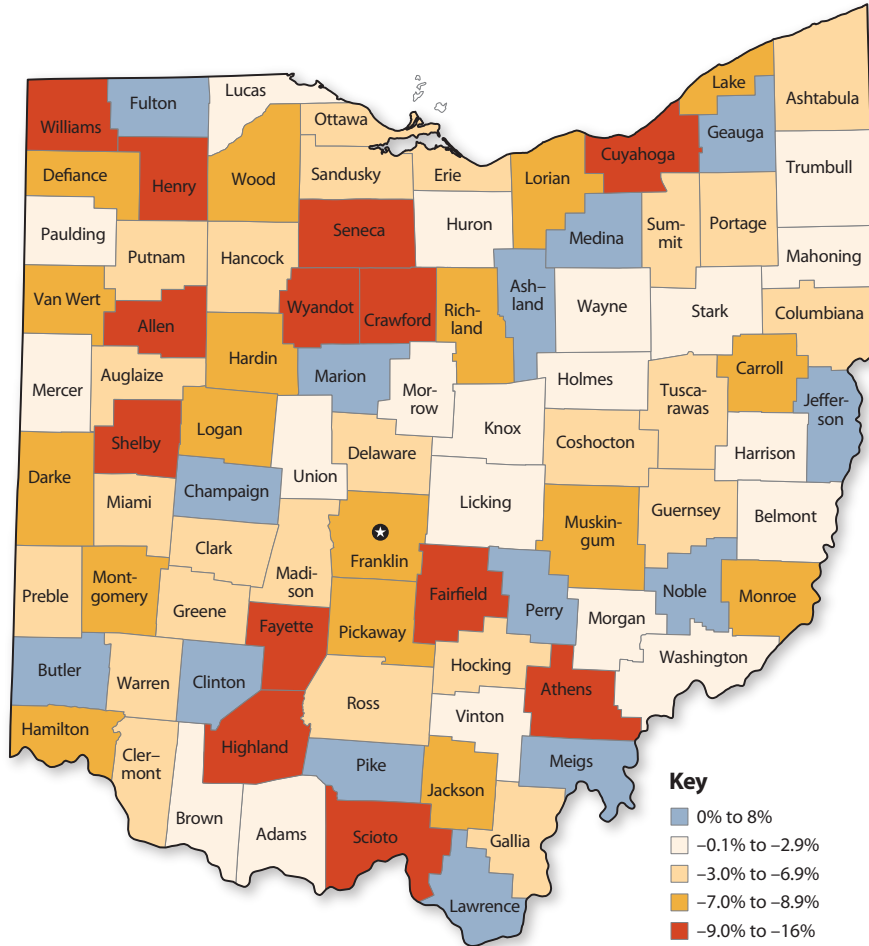 Lucas
Fulton
Williams
Ottawa
Lake
Ashtabula
Geauga
Cuyahoga
Trumbull
Defiance
Henry
Wood
Sandusky
Erie
Lorian
Paulding
Seneca
Huron
Medina
Sum-
mit
Portage
Mahoning
Putnam
Hancock
Van Wert
Allen
Wyandot
Crawford
Rich-
land
Ash-
land
Wayne
Stark
Columbiana
Mercer
Auglaize
Hardin
Marion
Mor-
row
Holmes
Tusca-
rawas
Carroll
Jeffer-
son
Shelby
Logan
Union
Delaware
Knox
Coshocton
Harrison
Darke
Miami
Champaign
Licking
Muskin-
gum
Guernsey
Belmont
Clark
Madi-
son
Franklin
Preble
Mont-
gomery
Greene
Fayette
Pickaway
Fairfield
Perry
Morgan
Noble
Monroe
Butler
Warren
Clinton
Ross
Hocking
Athens
Washington
Hamilton
Cler-
mont
Highland
Pike
Vinton
Meigs
Jackson
Brown
Adams
Scioto
Gallia
Lawrence
Key
0% to 8%
–0.1% to –2.9%
–3.0% to –6.9%
–7.0% to –8.9%
–9.0% to –16%